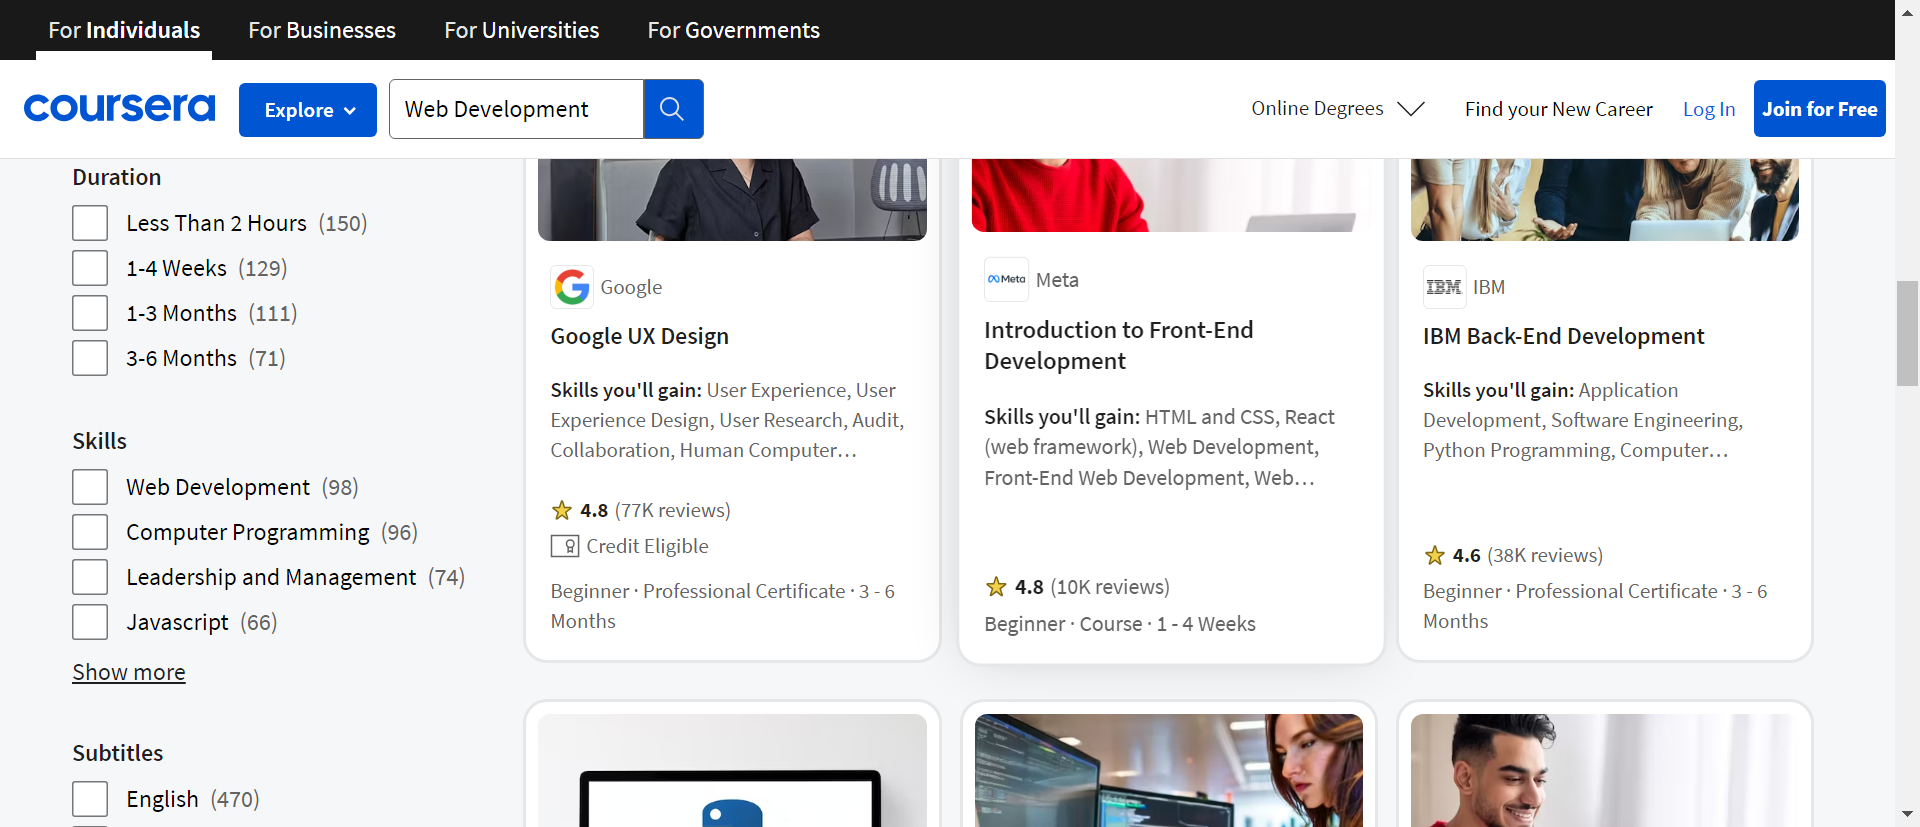 For Individuals For Businesses For Universities For Governments
coursera Explore Web Development Online Degrees Find your New Career Log In Join for Free
Duration
Less Than 2 Hours (150)
1-4 Weeks (129)
1-3 Months (111)
3-6 Months (71)
Skills
Web Development (98)
Computer Programming (96)
Leadership and Management (74)
Javascript (66)
Show more
Subtitles
English (470)
Google
Google UX Design
Skills you'll gain: User Experience, User
Experience Design, User Research, Audit,
Collaboration, Human Computer…
4.8 (77K reviews)
Credit Eligible
Beginner · Professional Certificate · 3 - 6
Months
Meta Meta
Introduction to Front-End
Development
Skills you'll gain: HTML and CSS, React
(web framework), Web Development,
Front-End Web Development, Web…
4.8 (10K reviews)
Beginner · Course · 1 - 4 Weeks
IBM IBM
IBM Back-End Development
Skills you'll gain: Application
Development, Software Engineering,
Python Programming, Computer…
4.6 (38K reviews)
Beginner · Professional Certificate · 3 - 6
Months